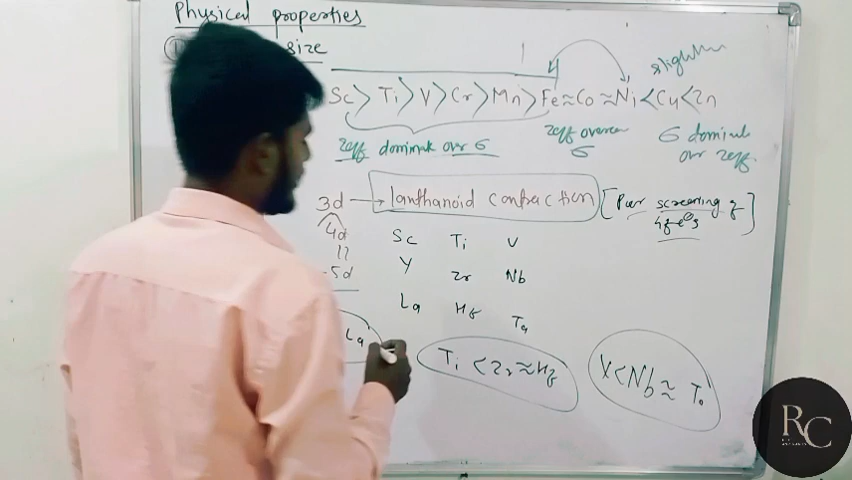 Physical properties
size
slightly
Sc > Ti > V > Cr > Mn > Fe ≈ Co ≈ Ni < Cu < Zn
Zeff dominate over б
Zeff over б
б dominate over Zeff.
3d → lanthanoid contraction [Poor screening of 4f e⊖s]
4d
5d
Sc Ti V
Y Zr Nb
La Hf Ta
La
Ti < Zr ≈ Hf
V < Nb ≈ Ta
RC